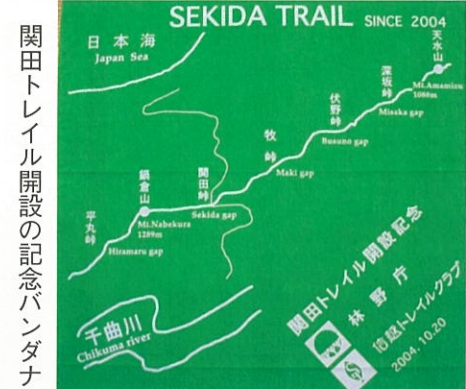 関田トレイル開設の記念バンダナ
SEKIDA TRAIL SINCE 2004
日本海
Japan Sea
天水山
Mt.Amamizu
1088m
深坂峠
Misaka gap
伏野峠
Busuno gap
牧峠
Maki gap
関田峠
Sekida gap
鍋倉山
Mt.Nabekura
1289m
平丸峠
Hiramaru gap
千曲川
Chikuma river
関田トレイル開設記念
林野庁
信越トレイルクラブ
2004.10.20